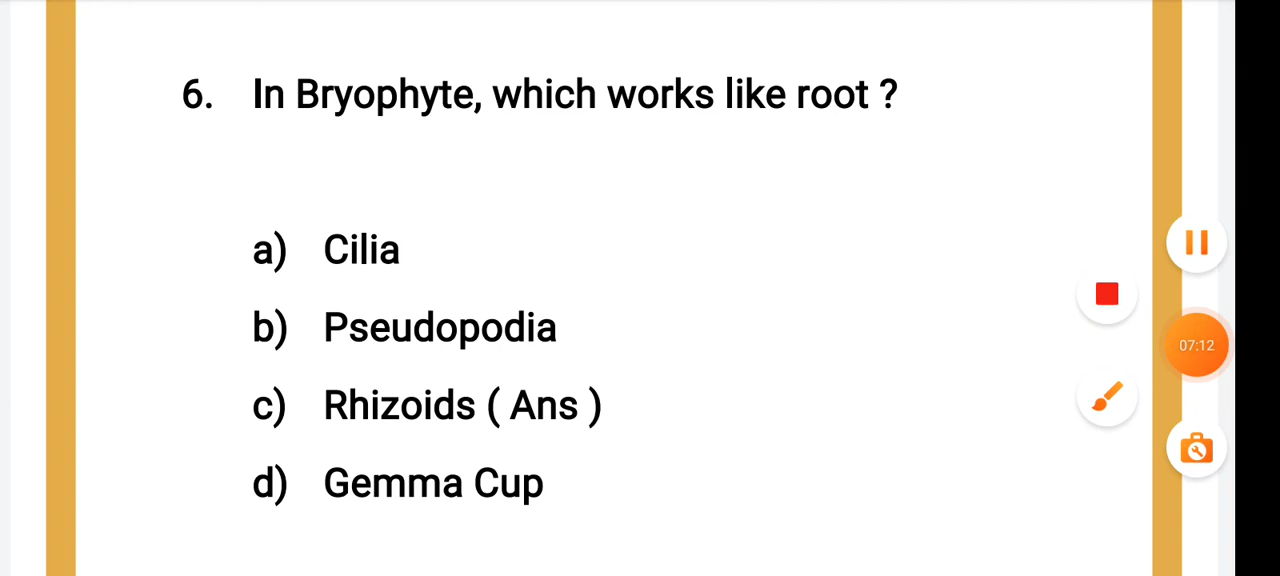 6. In Bryophyte, which works like root ?
a) Cilia
b) Pseudopodia
07:12
c) Rhizoids ( Ans )
d) Gemma Cup